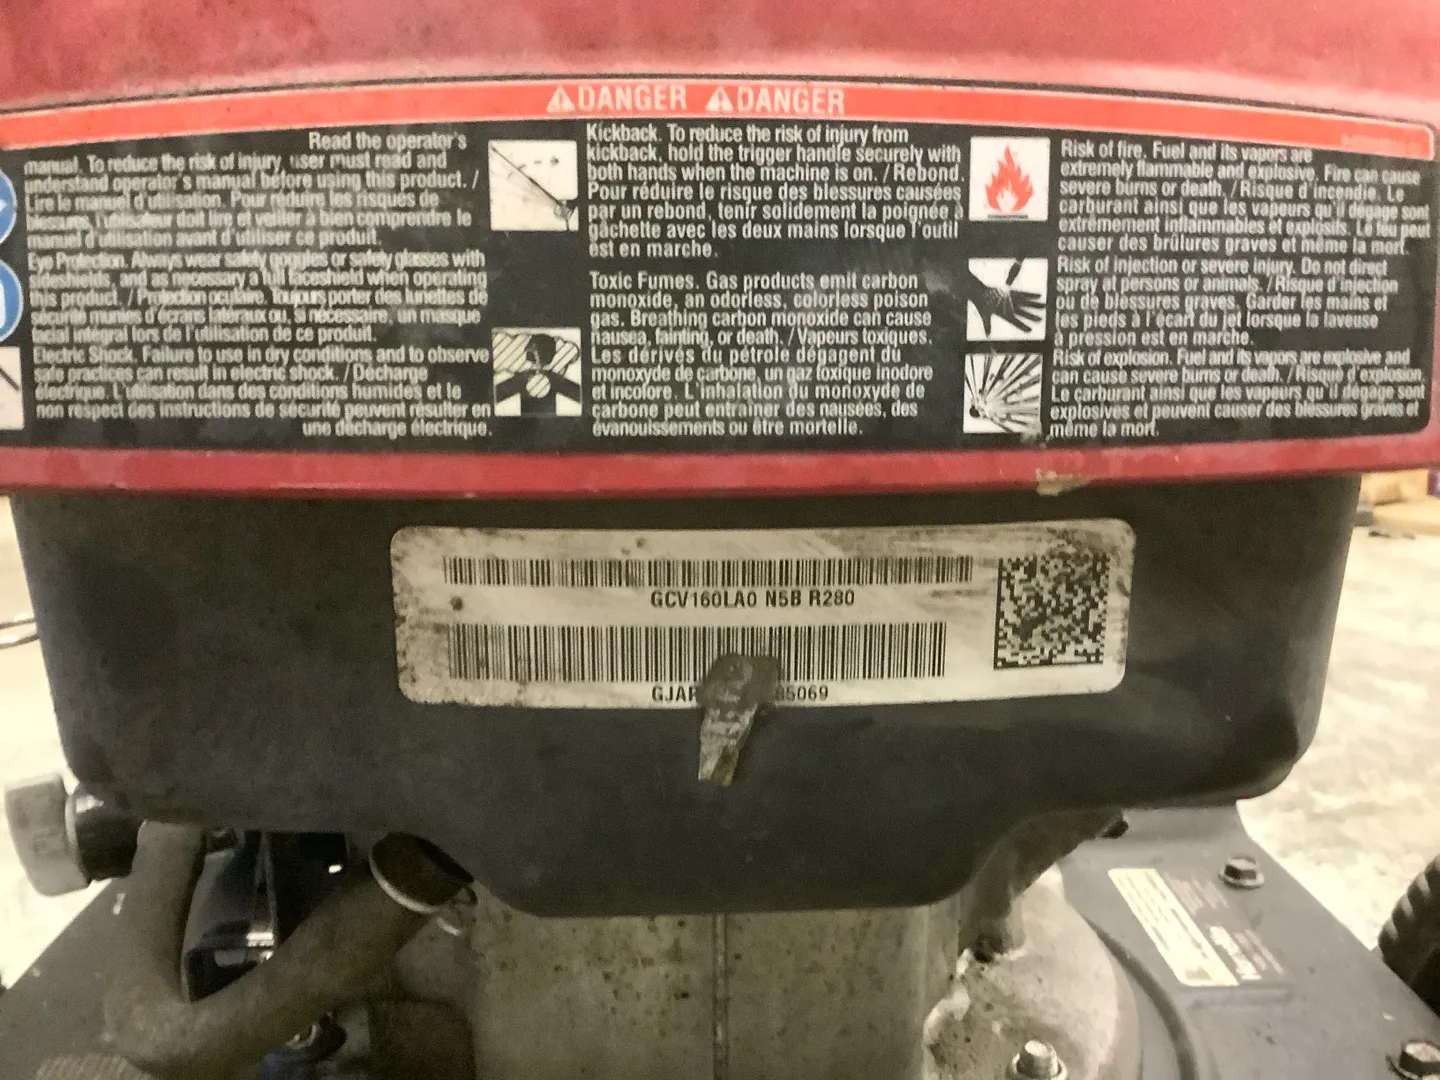 DANGER DANGER
Read the operator's
manual. To reduce the risk of injury, user must read and
understand operator's manual before using this product. /
Lire le manuel d'utilisation. Pour réduire les risques de
blessures, l'utilisateur doit lire et veiller à bien comprendre le
manuel d'utilisation avant d'utiliser ce produit.
Eye Protection. Always wear safety goggles or safety glasses with
sideshields, and as necessary a full faceshield when operating
this product. / Protection oculaire. Toujours porter des lunettes de
sécurité munies d'écrans latéraux ou, si nécessaire, un masque
facial intégral lors de l'utilisation de ce produit.
Electric Shock. Failure to use in dry conditions and to observe
safe practices can result in electric shock. / Décharge
électrique. L'utilisation dans des conditions humides et le
non respect des instructions de sécurité peuvent résulter en
une décharge électrique.
Kickback. To reduce the risk of injury from
kickback, hold the trigger handle securely with
both hands when the machine is on. / Rebond.
Pour réduire le risque des blessures causées
par un rebond, tenir solidement la poignée à
gâchette avec les deux mains lorsque l'outil
est en marche.
Toxic Fumes. Gas products emit carbon
monoxide, an odorless, colorless poison
gas. Breathing carbon monoxide can cause
nausea, fainting, or death. / Vapeurs toxiques.
Les dérivés du pétrole dégagent du
monoxyde de carbone, un gaz toxique inodore
et incolore. L'inhalation du monoxyde de
carbone peut entraîner des nausées, des
évanouissements ou être mortelle.
Risk of fire. Fuel and its vapors are
extremely flammable and explosive. Fire can cause
severe burns or death. / Risque d'incendie. Le
carburant ainsi que les vapeurs qu'il dégage sont
extrêmement inflammables et explosifs. Le feu peut
causer des brûlures graves et même la mort.
Risk of injection or severe injury. Do not direct
spray at persons or animals. / Risque d'injection
ou de blessures graves. Garder les mains et
les pieds à l'écart du jet lorsque la laveuse
à pression est en marche.
Risk of explosion. Fuel and its vapors are explosive and
can cause severe burns or death. / Risque d'explosion
Le carburant ainsi que les vapeurs qu'il dégage sont
explosives et peuvent causer des blessures graves et
même la mort.
GCV160LA0 N5B R280
GJAR 85069